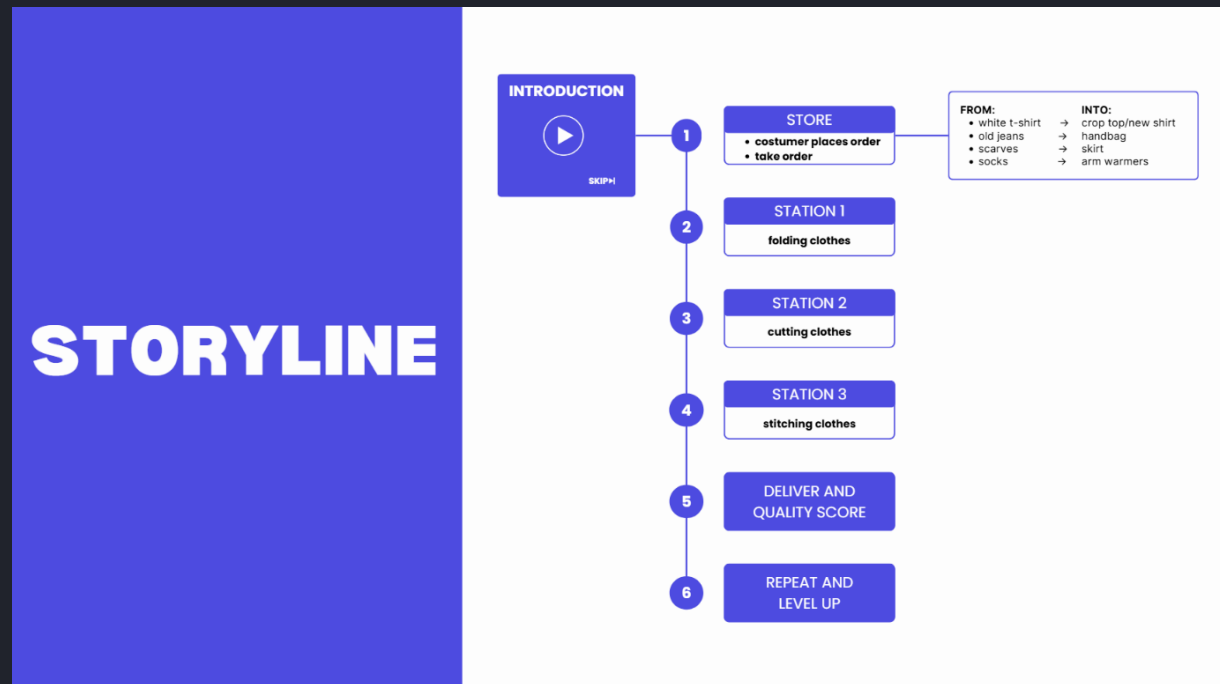 STORYLINE
INTRODUCTION
SKIP
1
STORE
• costumer places order
• take order
FROM: INTO:
• white t-shirt → crop top/new shirt
• old jeans → handbag
• scarves → skirt
• socks → arm warmers
2
STATION 1
folding clothes
3
STATION 2
cutting clothes
4
STATION 3
stitching clothes
5
DELIVER AND
QUALITY SCORE
6
REPEAT AND
LEVEL UP